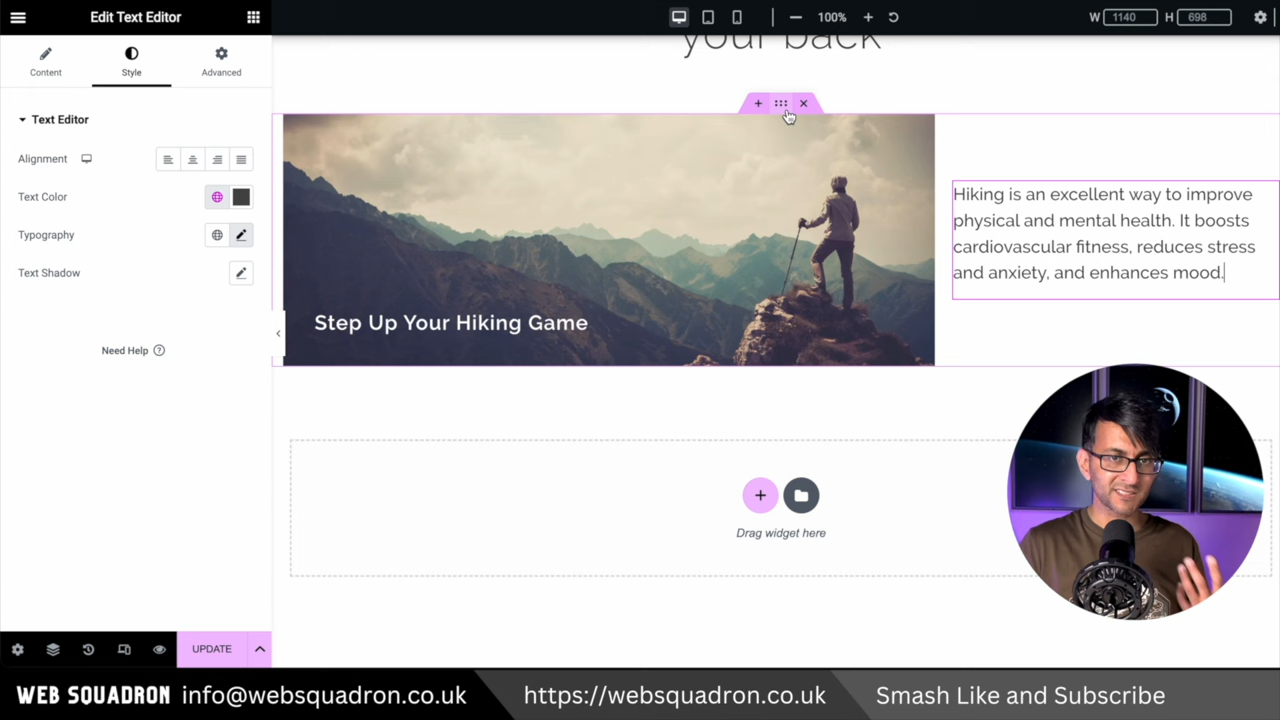 Edit Text Editor
100%
W 1140 H 698
Content
Style
Advanced
your back
Text Editor
Alignment
Text Color
Typography
Text Shadow
Need Help ?
Step Up Your Hiking Game
Hiking is an excellent way to improve
physical and mental health. It boosts
cardiovascular fitness, reduces stress
and anxiety, and enhances mood.
Drag widget here
UPDATE
WEB SQUADRON info@websquadron.co.uk https://websquadron.co.uk Smash Like and Subscribe